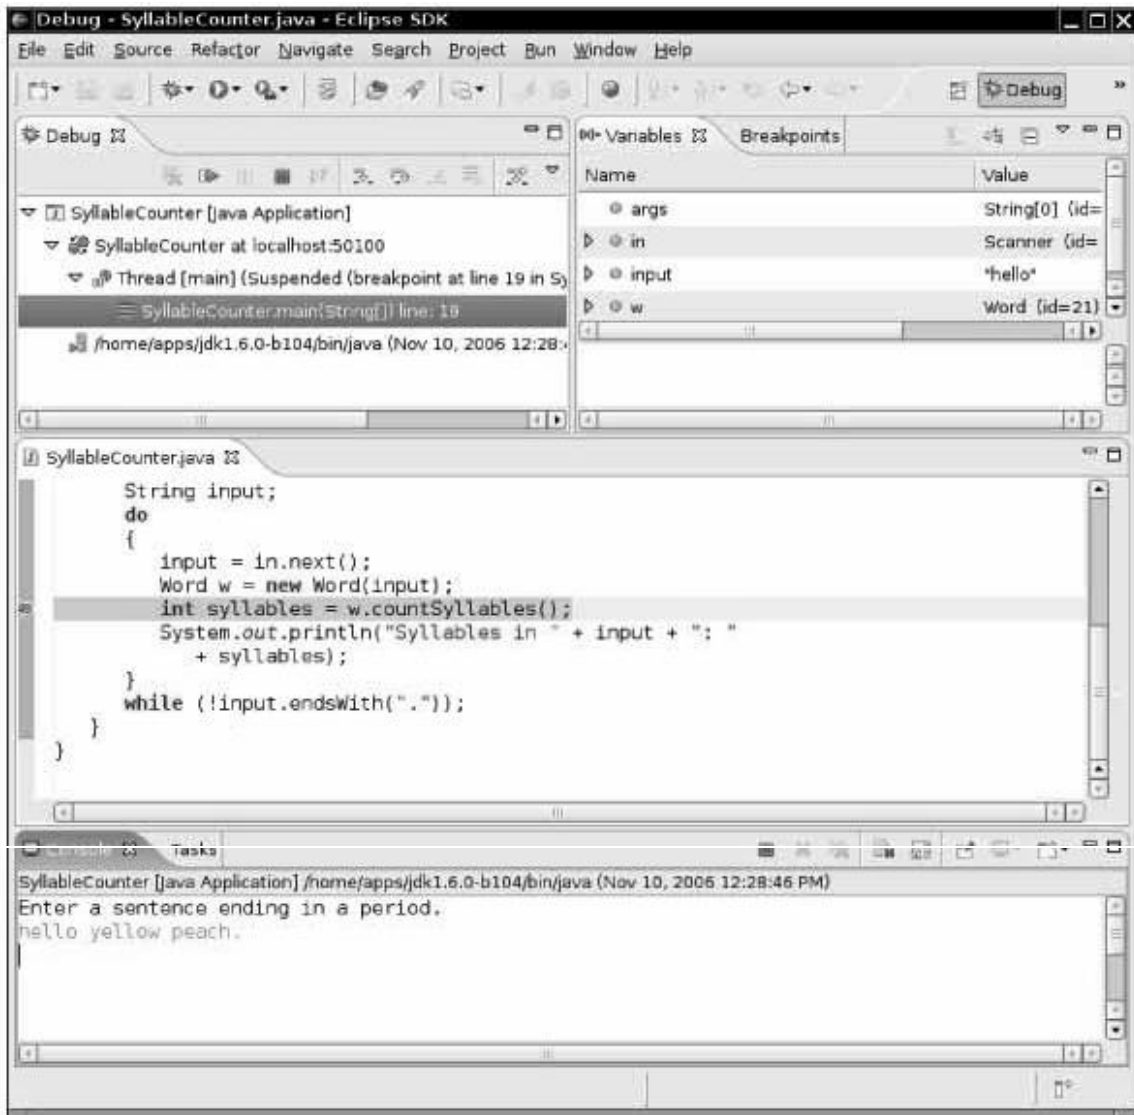 Debug - SyllableCounter.java - Eclipse SDK
File Edit Source Refactor Navigate Search Project Run Window Help
Debug
Debug
Variables Breakpoints
Name Value
args String[0] (id=
in Scanner (id=
input "hello"
w Word (id=21)
SyllableCounter [Java Application]
SyllableCounter at localhost:50100
Thread [main] (Suspended (breakpoint at line 19 in Sy
SyllableCounter.main(String[]) line: 19
/home/apps/jdk1.6.0-b104/bin/java (Nov 10, 2006 12:28:4
SyllableCounter.java
String input;
do
{
input = in.next();
Word w = new Word(input);
int syllables = w.countSyllables();
System.out.println("Syllables in " + input + ": "
+ syllables);
}
while (!input.endsWith("."));
}
}
Console Tasks
SyllableCounter [Java Application] /home/apps/jdk1.6.0-b104/bin/java (Nov 10, 2006 12:28:46 PM)
Enter a sentence ending in a period.
hello yellow peach.